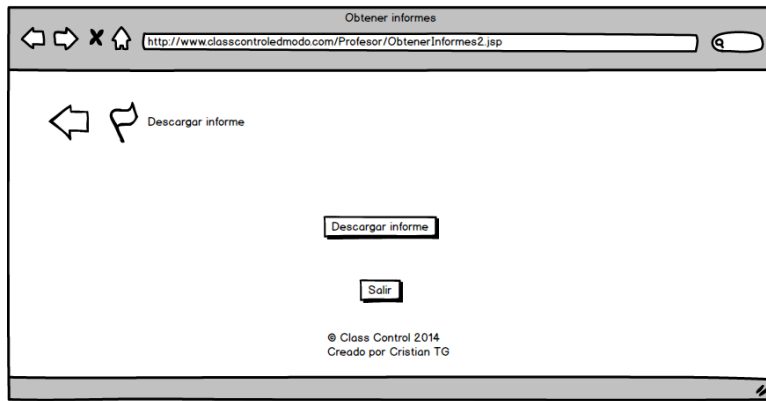 Obtener informes
http://www.classcontroledmodo.com/Profesor/ObtenerInformes2.jsp
Descargar informe
Descargar informe
Salir
© Class Control 2014
Creado por Cristian TG